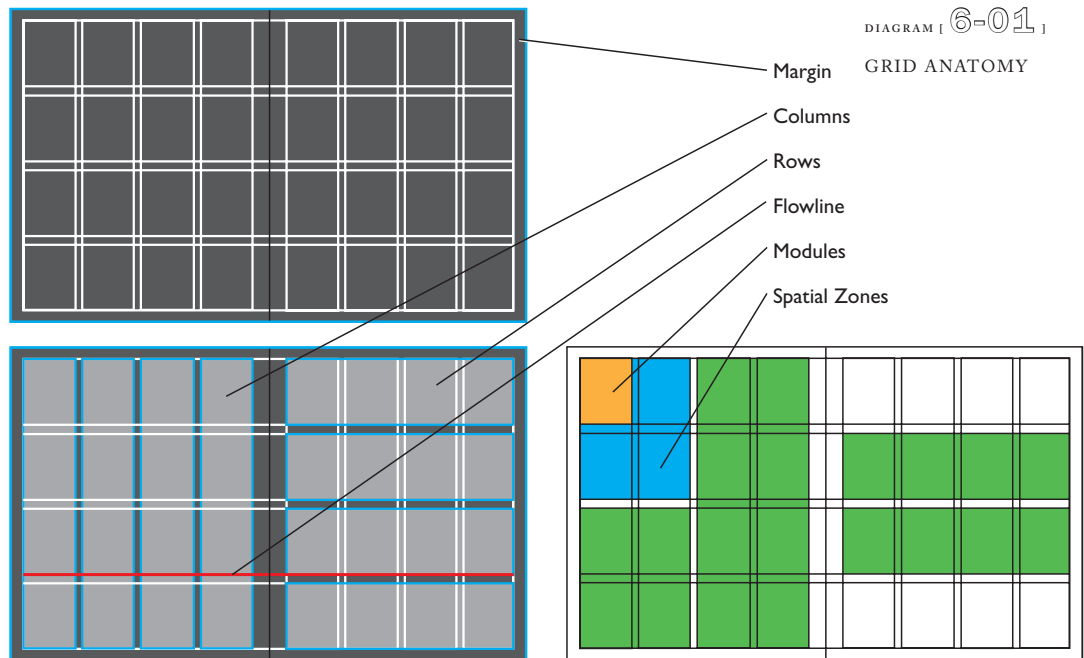 DIAGRAM [ 6-01 ]
GRID ANATOMY
Margin
Columns
Rows
Flowline
Modules
Spatial Zones